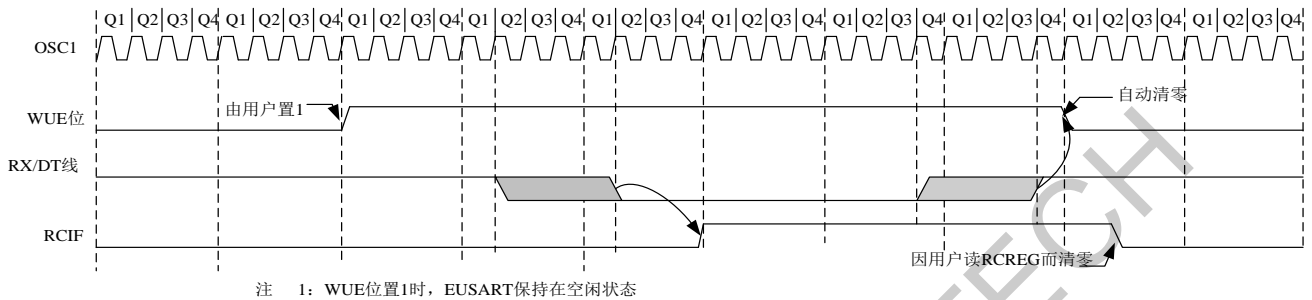 Q1 Q2 Q3 Q4 Q1 Q2 Q3 Q4 Q1 Q2 Q3 Q4 Q1 Q2 Q3 Q4 Q1 Q2 Q3 Q4 Q1 Q2 Q3 Q4 Q1 Q2 Q3 Q4 Q1 Q2 Q3 Q4 Q1 Q2 Q3 Q4 Q1 Q2 Q3 Q4
OSC1
由用户置1
自动清零
WUE位
RX/DT线
RCIF
因用户读RCREG而清零
注 1：WUE位置1时，EUSART保持在空闲状态
TECH